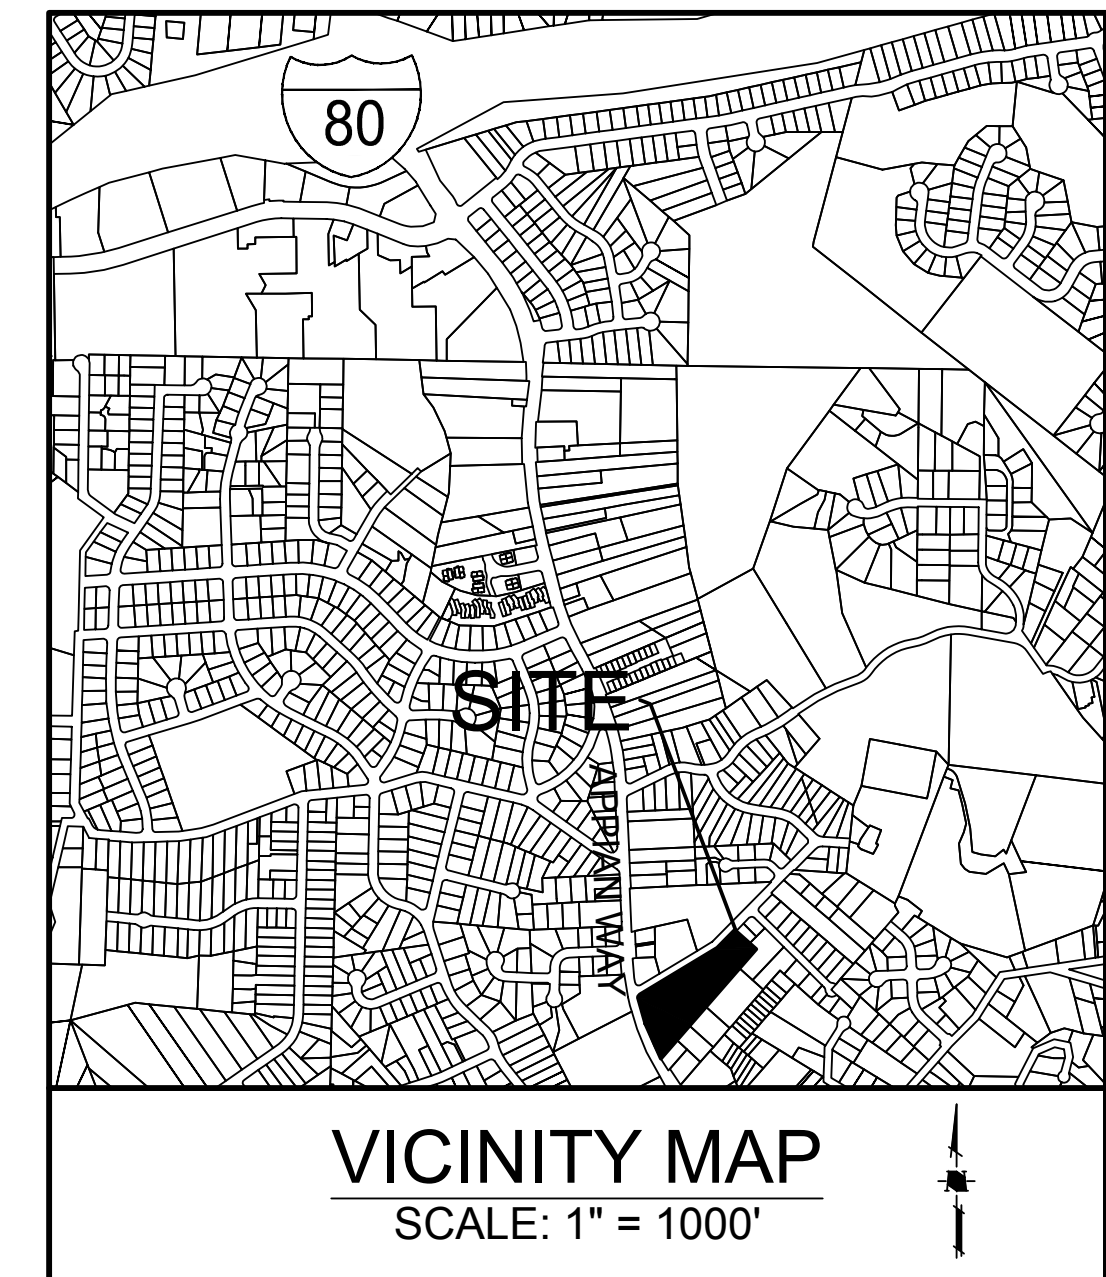 80
SITE
APPIAN WAY
VICINITY MAP
SCALE: 1" = 1000'
N